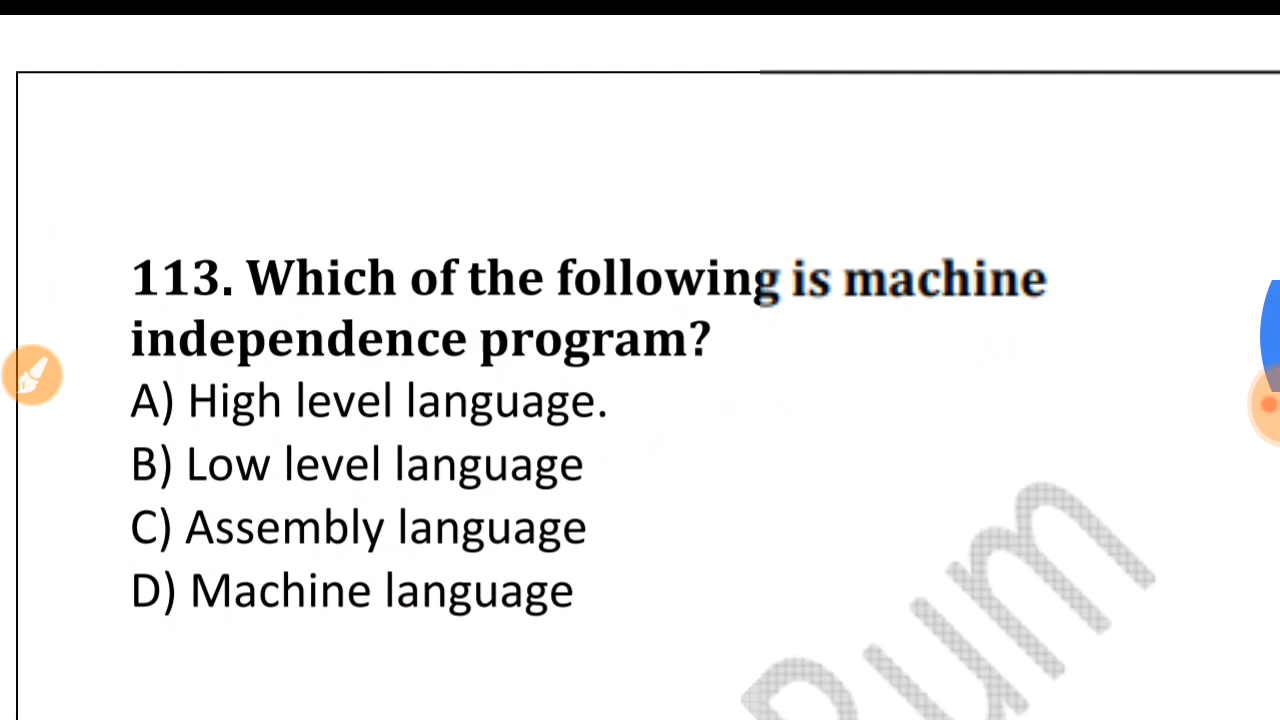 113. Which of the following is machine
independence program?
A) High level language.
B) Low level language
C) Assembly language
D) Machine language